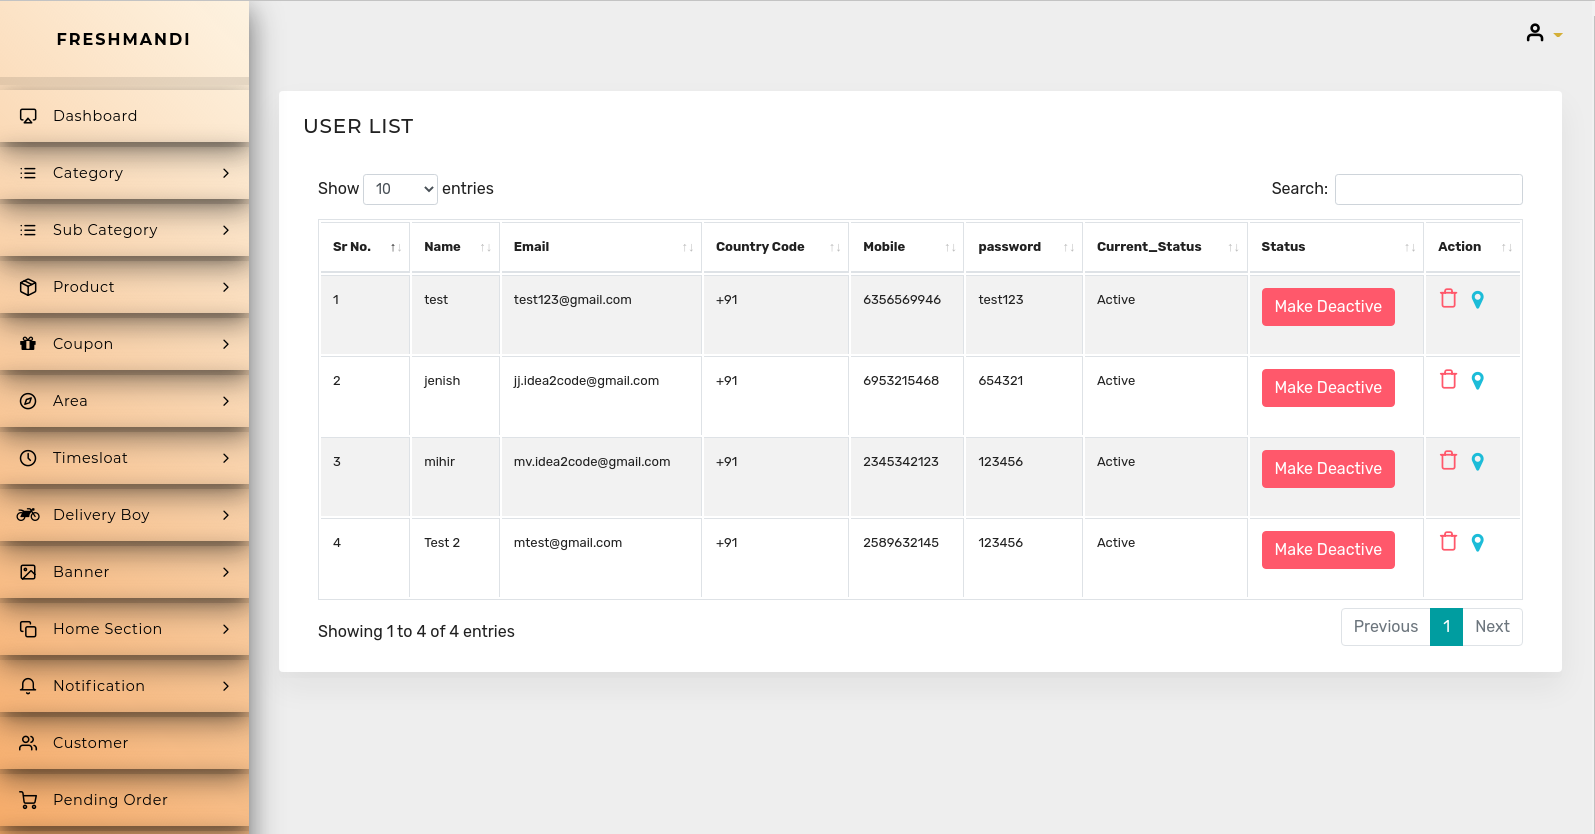 FRESHMANDI
Dashboard
Category
Sub Category
Product
Coupon
Area
Timesloat
Delivery Boy
Banner
Home Section
Notification
Customer
Pending Order
USER LIST
Show 10 entries
Search:
Sr No. ↑↓ Name ↑↓ Email ↑↓ Country Code ↑↓ Mobile ↑↓ password ↑↓ Current_Status ↑↓ Status ↑↓ Action ↑↓
1 test test123@gmail.com +91 6356569946 test123 Active Make Deactive
2 jenish jj.idea2code@gmail.com +91 6953215468 654321 Active Make Deactive
3 mihir mv.idea2code@gmail.com +91 2345342123 123456 Active Make Deactive
4 Test 2 mtest@gmail.com +91 2589632145 123456 Active Make Deactive
Showing 1 to 4 of 4 entries
Previous 1 Next